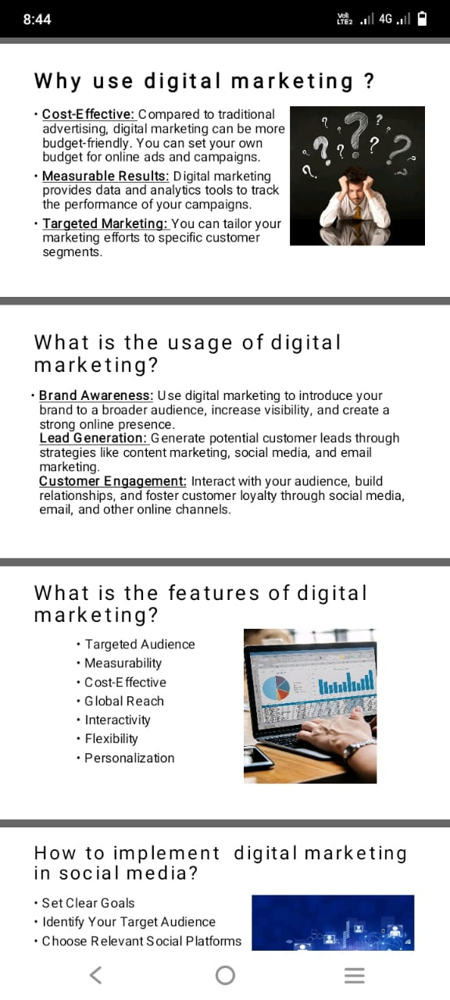 8:44
Vo) LTE2 4G
Why use digital marketing ?
• Cost-Effective: Compared to traditional
advertising, digital marketing can be more
budget-friendly. You can set your own
budget for online ads and campaigns.
• Measurable Results: Digital marketing
provides data and analytics tools to track
the performance of your campaigns.
• Targeted Marketing: You can tailor your
marketing efforts to specific customer
segments.
What is the usage of digital
marketing?
• Brand Awareness: Use digital marketing to introduce your
brand to a broader audience, increase visibility, and create a
strong online presence.
Lead Generation: Generate potential customer leads through
strategies like content marketing, social media, and email
marketing.
Customer Engagement: Interact with your audience, build
relationships, and foster customer loyalty through social media,
email, and other online channels.
What is the features of digital
marketing?
• Targeted Audience
• Measurability
• Cost-Effective
• Global Reach
• Interactivity
• Flexibility
• Personalization
How to implement digital marketing
in social media?
• Set Clear Goals
• Identify Your Target Audience
• Choose Relevant Social Platforms